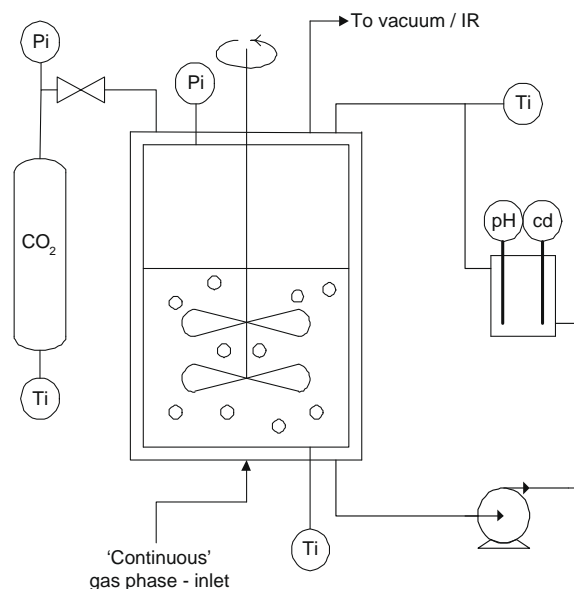 To vacuum / IR
Pi
Pi
Ti
CO₂
pH
cd
Ti
Ti
‘Continuous’
gas phase - inlet